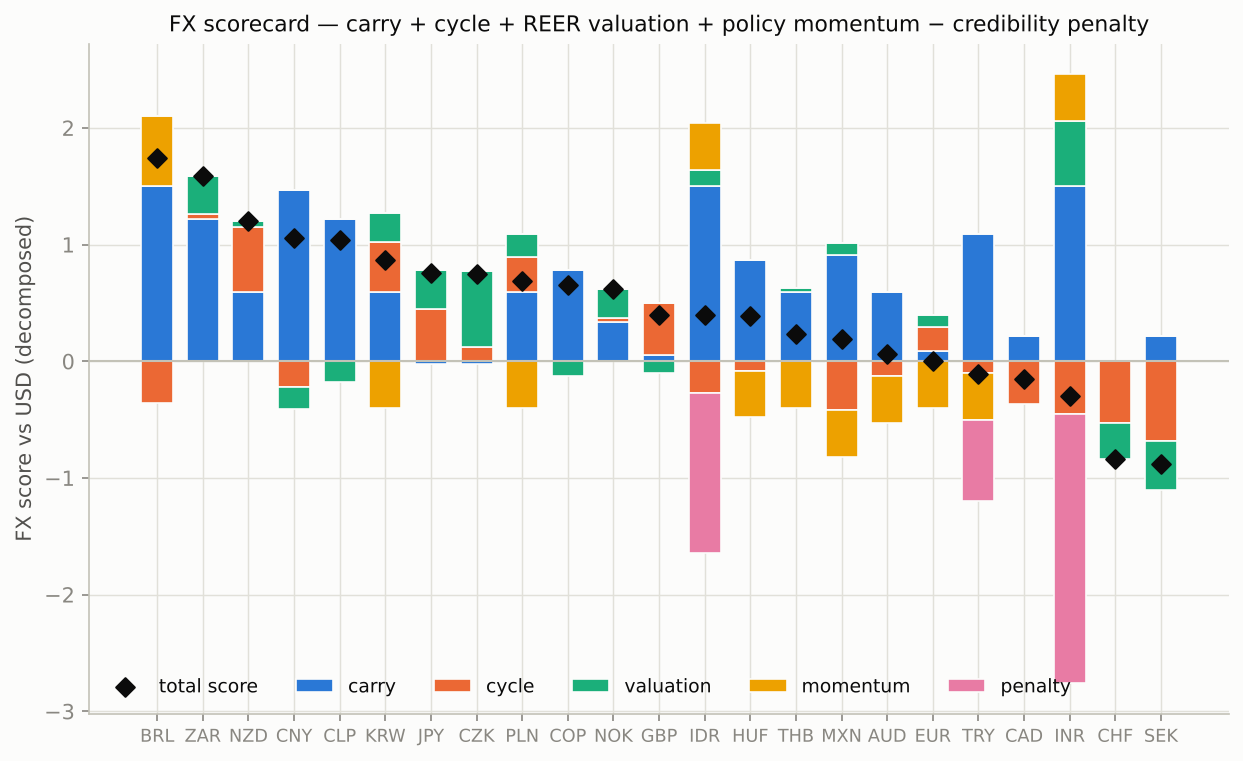 FX scorecard — carry + cycle + REER valuation + policy momentum − credibility penalty
FX score vs USD (decomposed)
2
1
0
−1
−2
−3
total score carry cycle valuation momentum penalty
BRL ZAR NZD CNY CLP KRW JPY CZK PLN COP NOK GBP IDR HUF THB MXN AUD EUR TRY CAD INR CHF SEK